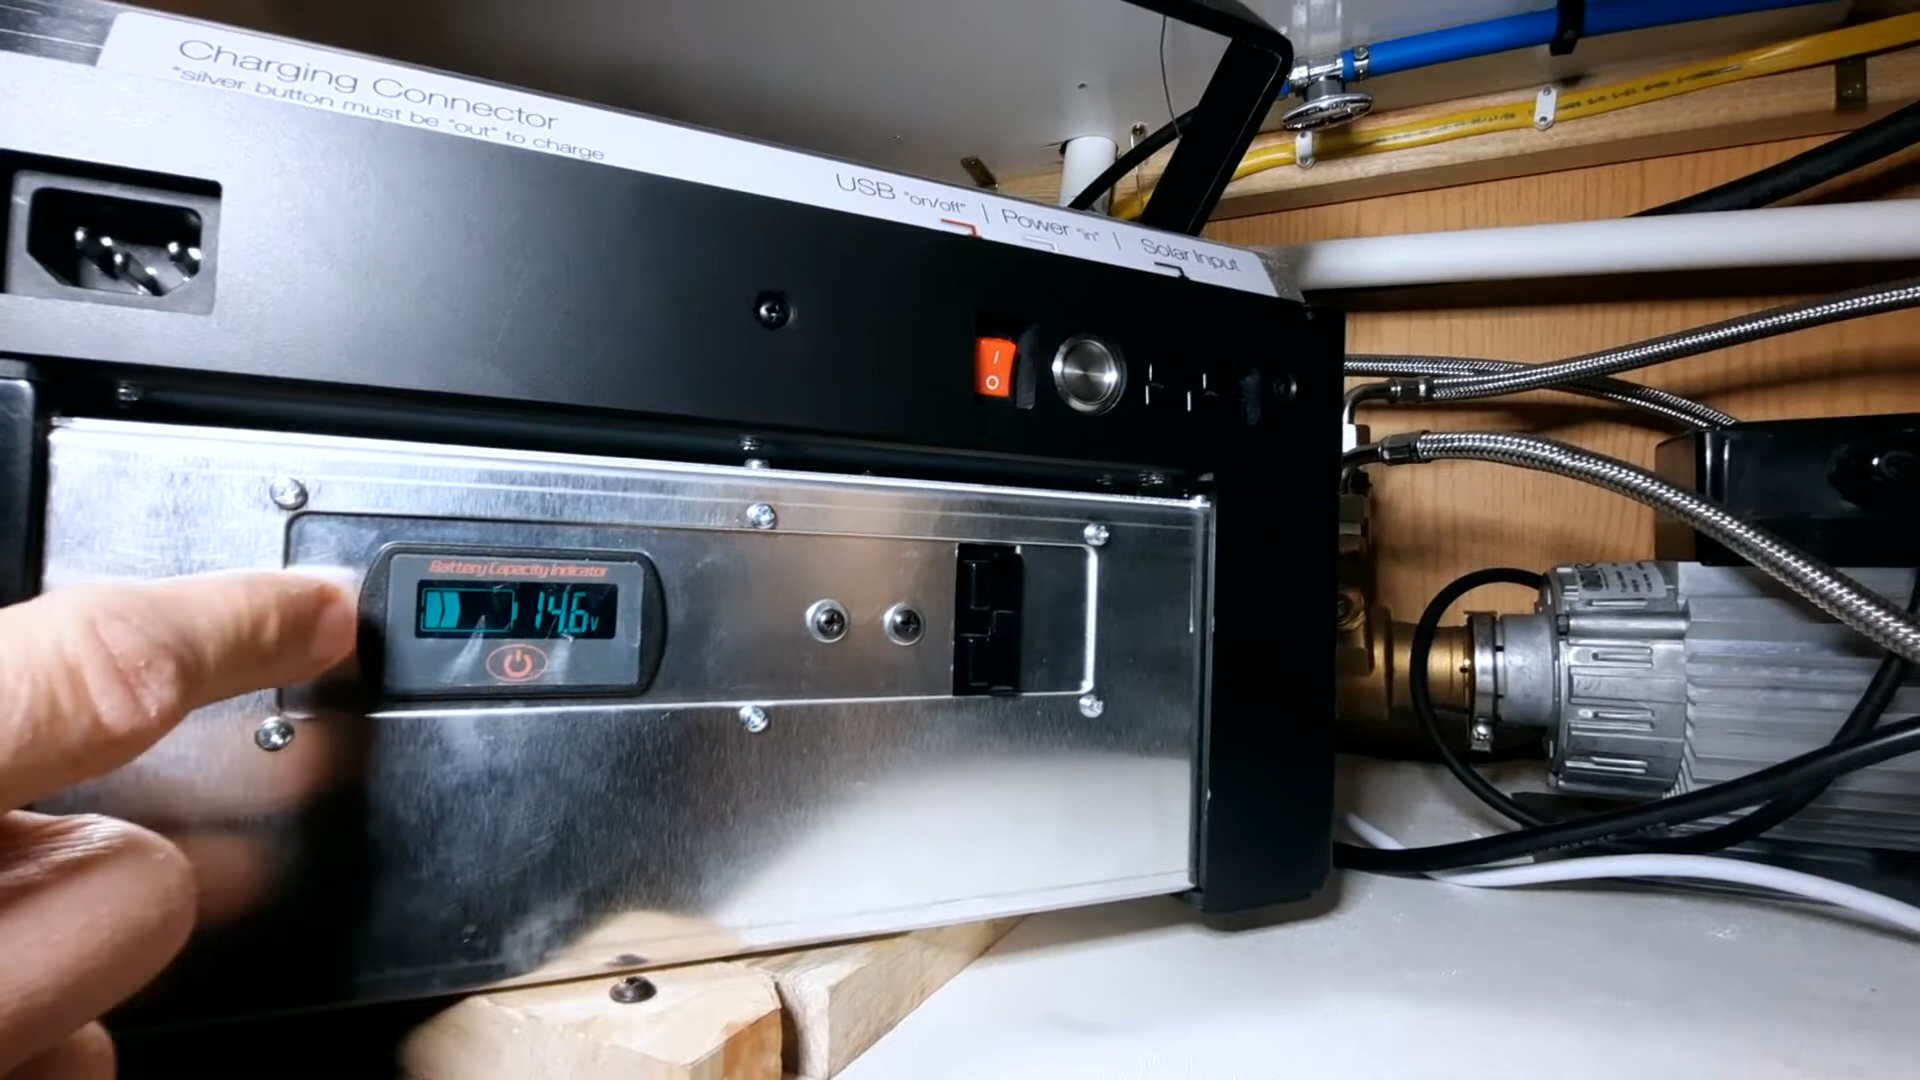 Charging Connector
*silver button must be "out" to charge
USB "on/off" | Power "in" | Solar Input
I
O
Battery Capacity Indicator
14.6v